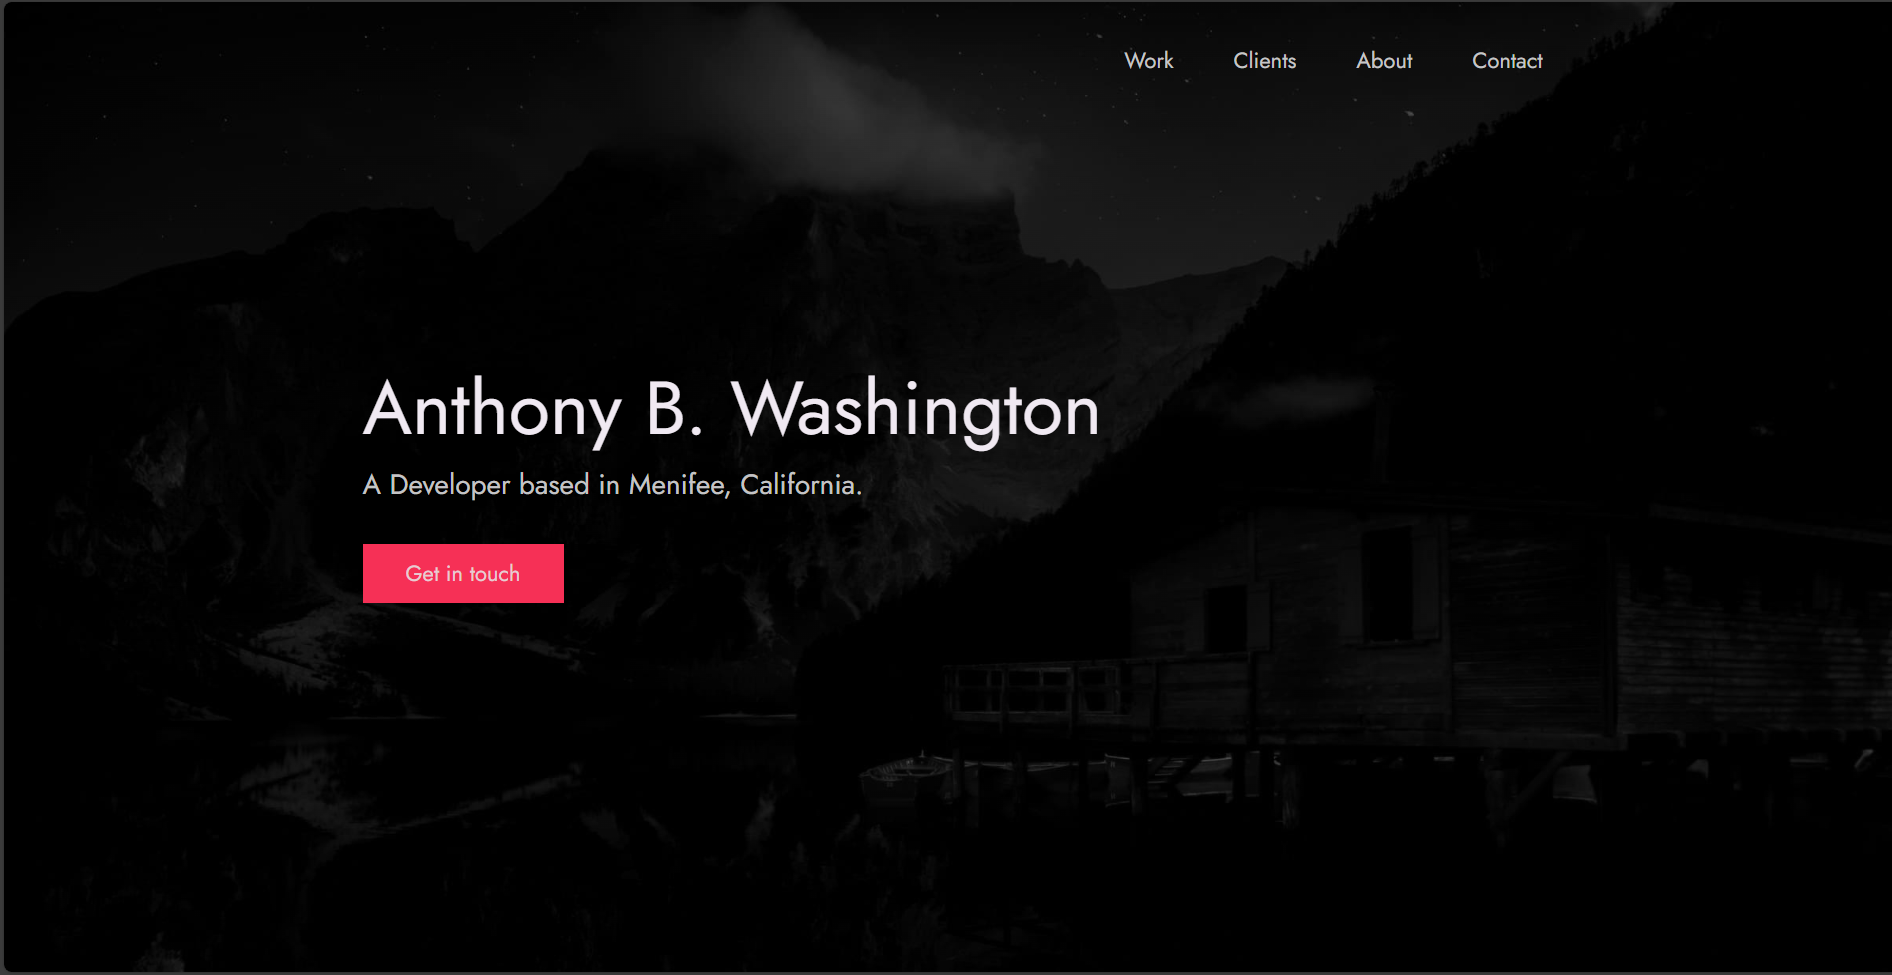 Work Clients About Contact
Anthony B. Washington
A Developer based in Menifee, California.
Get in touch